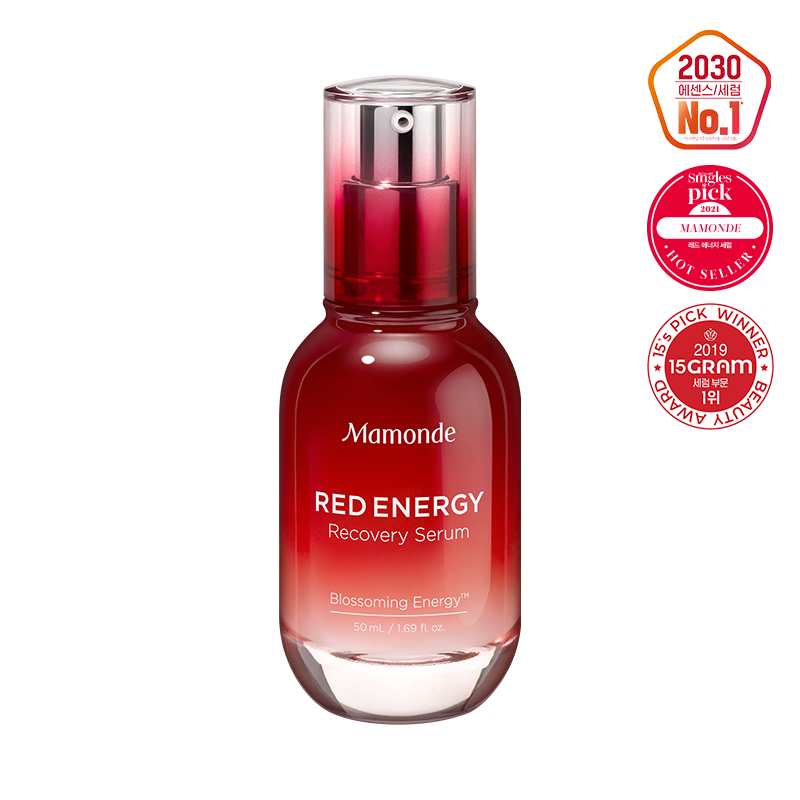 Mamonde
RED ENERGY
Recovery Serum
Blossoming Energy™
50 mL / 1.69 fl. oz.
2030
에센스/세럼
No.1*
Singles
pick
2021
MAMONDE
레드 에너지 세럼
HOT SELLER
15's PICK WINNER
2019
15GRAM
세럼 부문
1위
BEAUTY AWARD